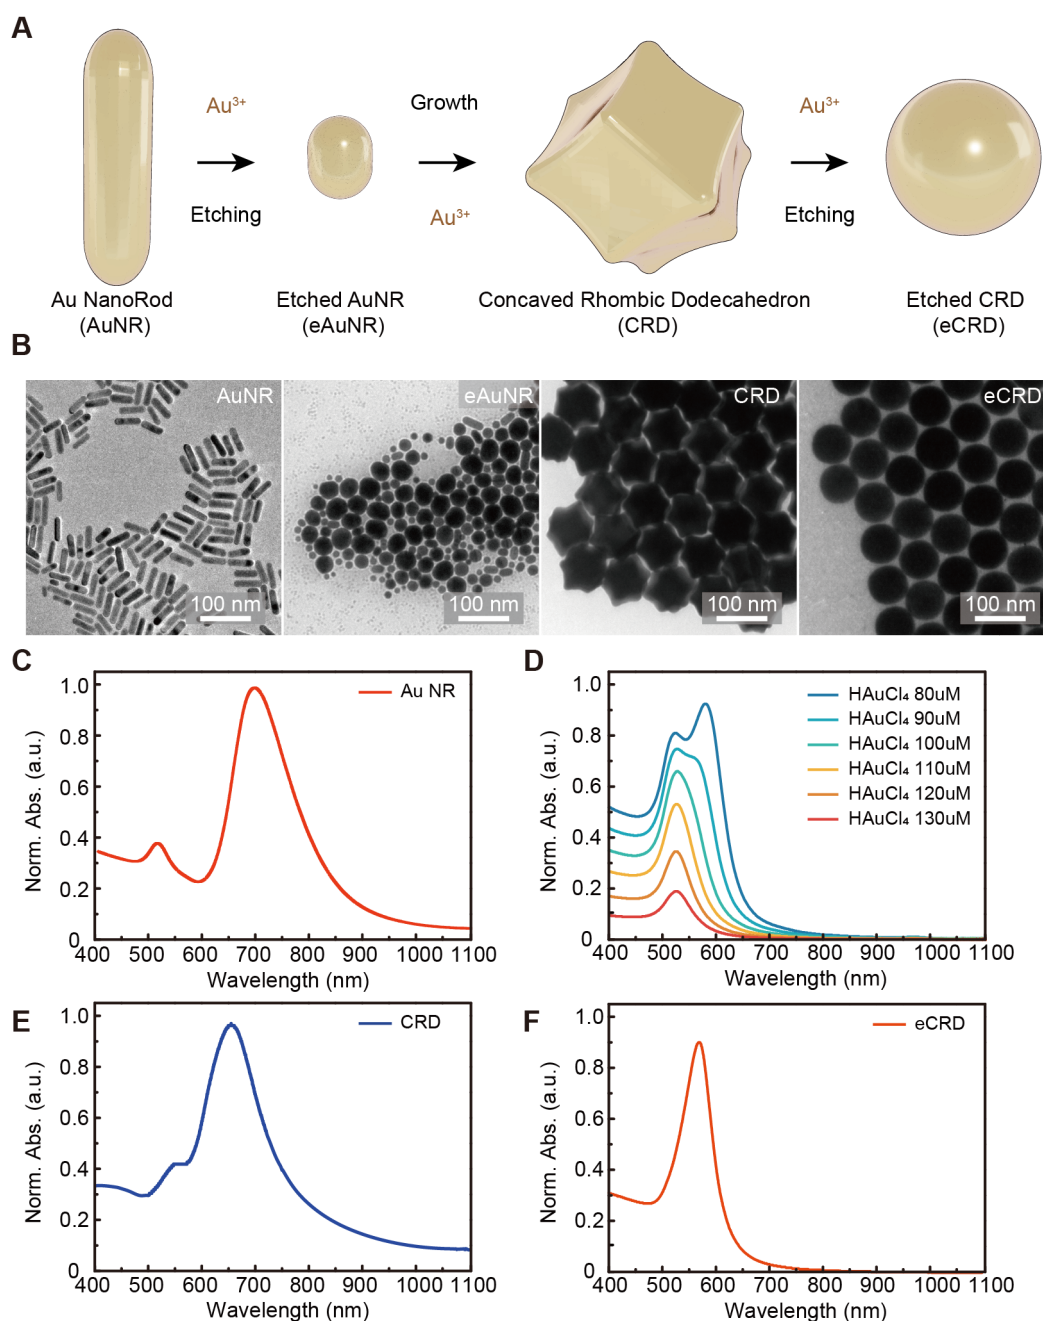 A
Au³⁺
Etching
Growth
Au³⁺
Au³⁺
Etching
Au NanoRod
(AuNR)
Etched AuNR
(eAuNR)
Concaved Rhombic Dodecahedron
(CRD)
Etched CRD
(eCRD)
B
AuNR
100 nm
eAuNR
100 nm
CRD
100 nm
eCRD
100 nm
C
Au NR
Norm. Abs. (a.u.)
1.0
0.8
0.6
0.4
0.2
0
400 500 600 700 800 900 1000 1100
Wavelength (nm)
D
HAuCl₄ 80uM
HAuCl₄ 90uM
HAuCl₄ 100uM
HAuCl₄ 110uM
HAuCl₄ 120uM
HAuCl₄ 130uM
Norm. Abs. (a.u.)
1.0
0.8
0.6
0.4
0.2
0
400 500 600 700 800 900 1000 1100
Wavelength (nm)
E
CRD
Norm. Abs. (a.u.)
1.0
0.8
0.6
0.4
0.2
0
400 500 600 700 800 900 1000 1100
Wavelength (nm)
F
eCRD
Norm. Abs. (a.u.)
1.0
0.8
0.6
0.4
0.2
0
400 500 600 700 800 900 1000 1100
Wavelength (nm)